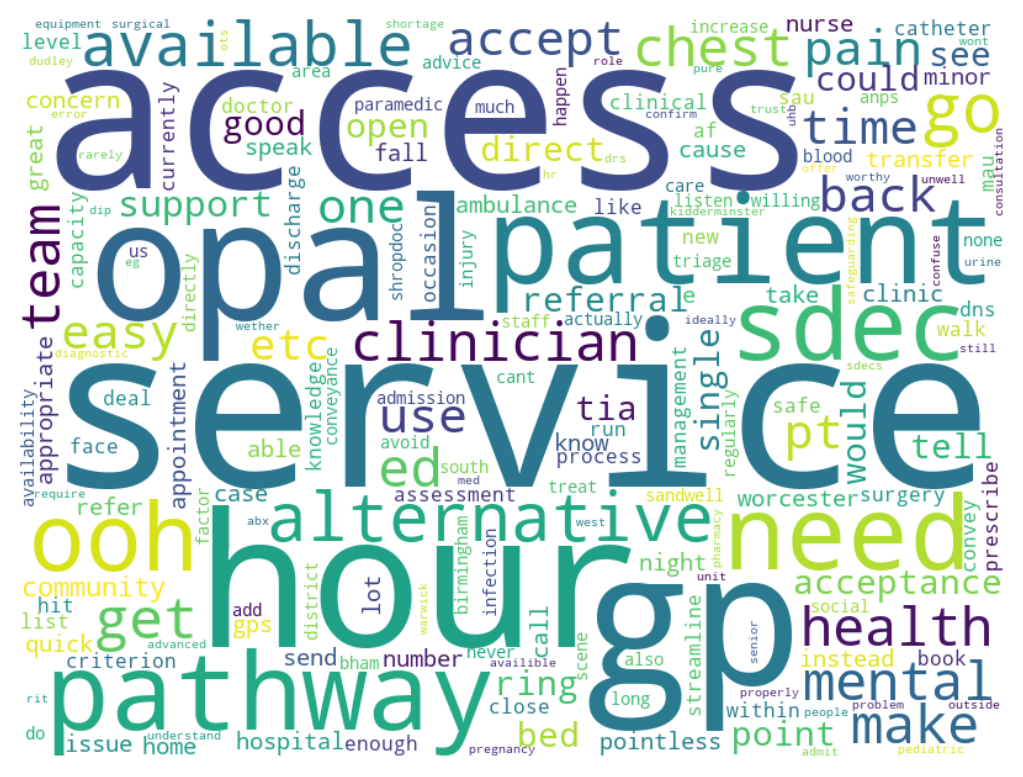 equipment
surgical
shortage
increase
nurse
catheter
level
available
ots
accept
chest
role
pain
see
wont
dudley
area
advice
pure
admit
access
concern
error
currently
doctor
good
speak
paramedic
much
open
fall
happen
clinical
confirm
af
cause
could
minor
sau
anps
trust
uhb
time
go
direct
drs
hr
blood
transfer
consultation
great
rarely
dip
capacity
support
us
eg
discharge
one
ambulance
like
care
listen
willing
offer
worthy
back
mau
unwell
team
opal
directly
shropdoc
occasion
injury
patient
kidderminster
new
triage
e
safeguarding
take
clinic
confuse
none
urine
dns
easy
diagnostic
wether
etc
referral
staff
actually
ideally
clinician
single
sdec
walk
still
sdecs
availability
appropriate
deal
face
appointment
service
knowledge
conveyance
admission
use
avoid
able
cant
tia
run
know
process
management
regularly
safe
pt
would
tell
require
refer
case
factor
ed
south
med
assessment
treat
sandwell
worcester
surgery
convey
prescribe
ooh
alternative
abx
west
night
pharmacy
need
community
hit
list
get
add
gps
district
hour
lot
birmingham
infection
call
scene
gp
unit
acceptance
social
health
quick
advanced
criterion
send
bham
number
warwick
never
availible
also
long
streamline
senior
properly
instead
book
outside
rit
pathway
ring
close
within
people
problem
mental
do
issue
understand
home
hospital
enough
pregnancy
bed
pointless
point
make
pediatric